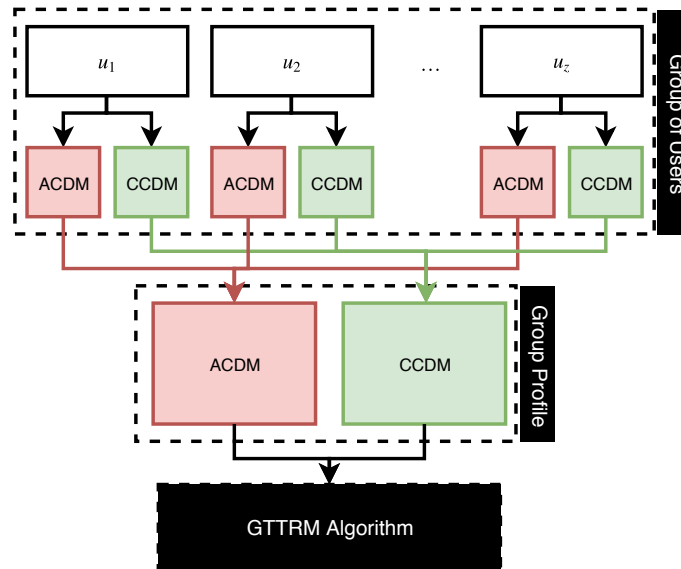 u1
u2
...
uz
Group of Users
ACDM
CCDM
ACDM
CCDM
ACDM
CCDM
ACDM
CCDM
Group Profile
GTTRM Algorithm